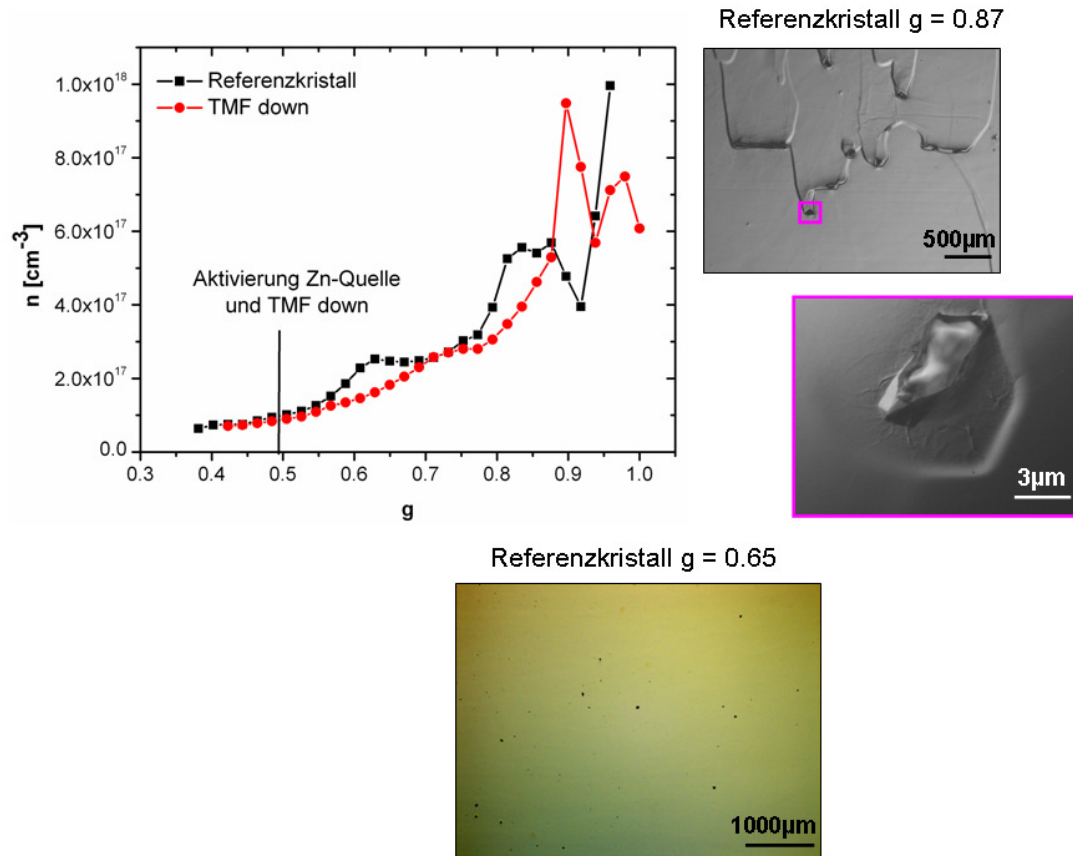 Referenzkristall g = 0.87
1.0x10^18
8.0x10^17
6.0x10^17
4.0x10^17
2.0x10^17
0.0
n [cm^-3]
Referenzkristall
TMF down
Aktivierung Zn-Quelle
und TMF down
0.3 0.4 0.5 0.6 0.7 0.8 0.9 1.0
g
500µm
3µm
Referenzkristall g = 0.65
1000µm